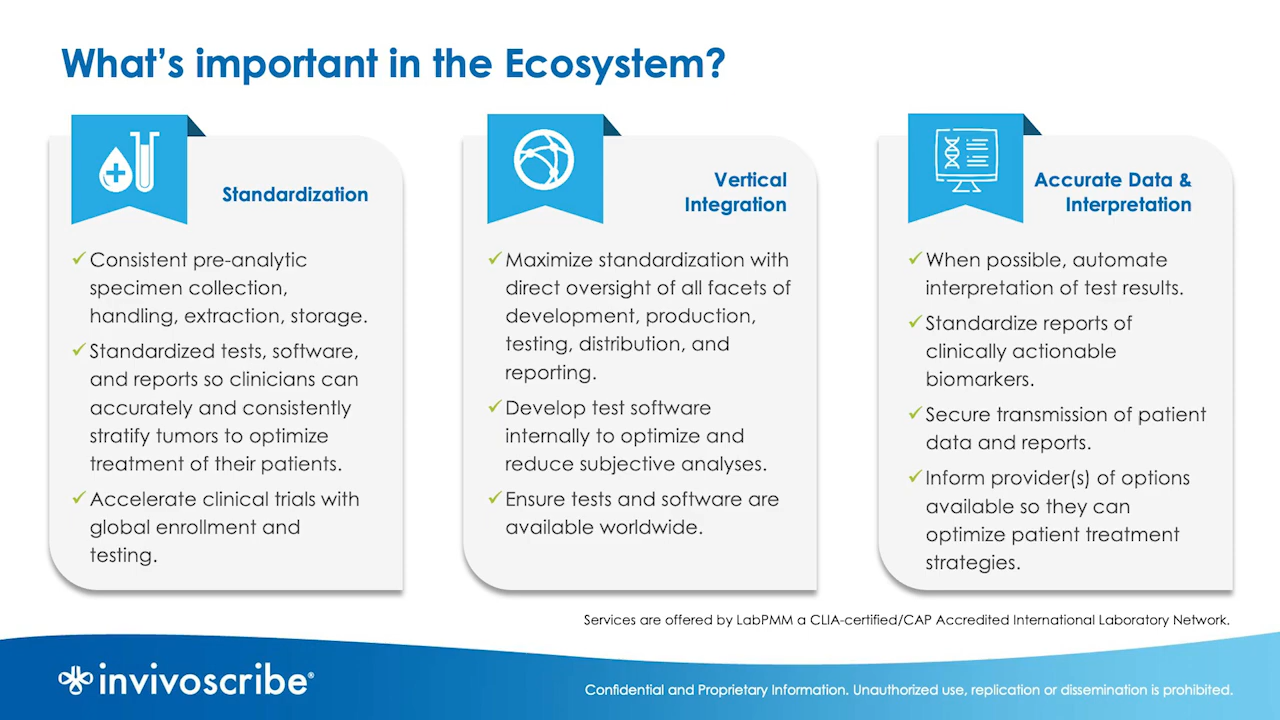 What's important in the Ecosystem?
Standardization
✓Consistent pre-analytic
specimen collection,
handling, extraction, storage.
✓Standardized tests, software,
and reports so clinicians can
accurately and consistently
stratify tumors to optimize
treatment of their patients.
✓Accelerate clinical trials with
global enrollment and
testing.
Vertical
Integration
✓Maximize standardization with
direct oversight of all facets of
development, production,
testing, distribution, and
reporting.
✓Develop test software
internally to optimize and
reduce subjective analyses.
✓Ensure tests and software are
available worldwide.
Accurate Data &
Interpretation
✓When possible, automate
interpretation of test results.
✓Standardize reports of
clinically actionable
biomarkers.
✓Secure transmission of patient
data and reports.
✓Inform provider(s) of options
available so they can
optimize patient treatment
strategies.
Services are offered by LabPMM a CLIA-certified/CAP Accredited International Laboratory Network.
invivoscribe®
Confidential and Proprietary Information. Unauthorized use, replication or dissemination is prohibited.